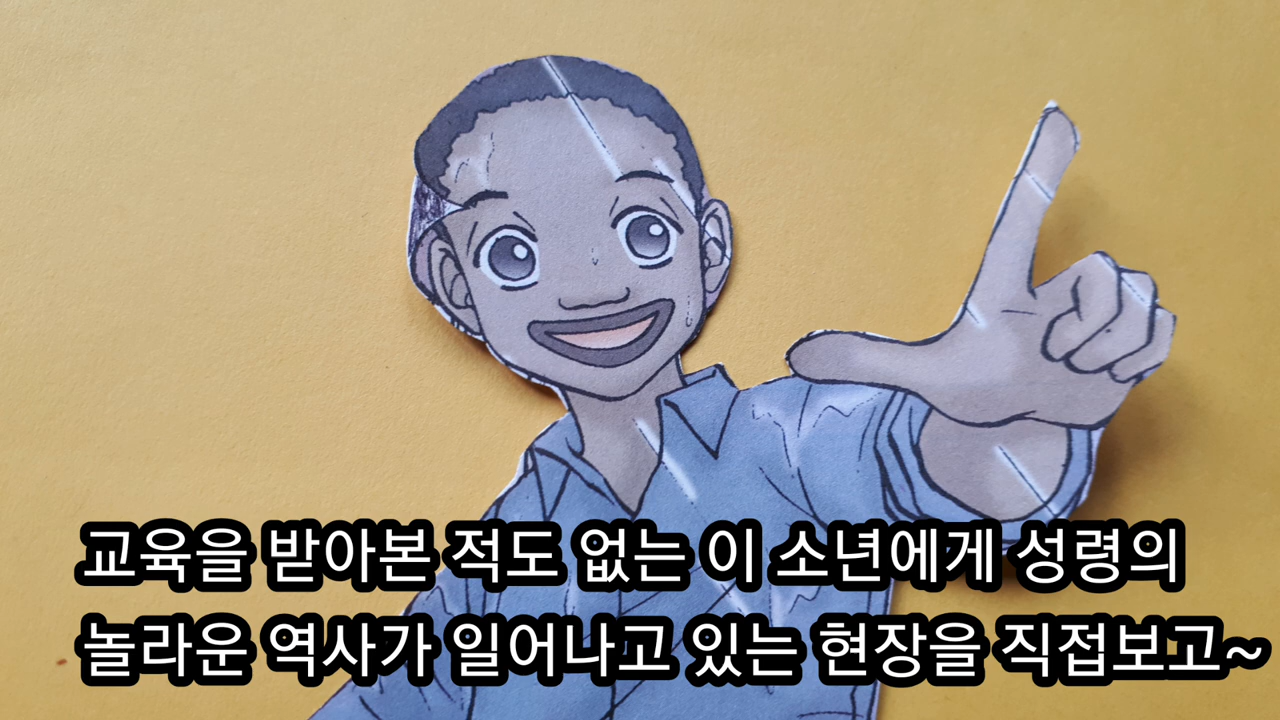 교육을 받아본 적도 없는 이 소년에게 성령의
놀라운 역사가 일어나고 있는 현장을 직접보고~